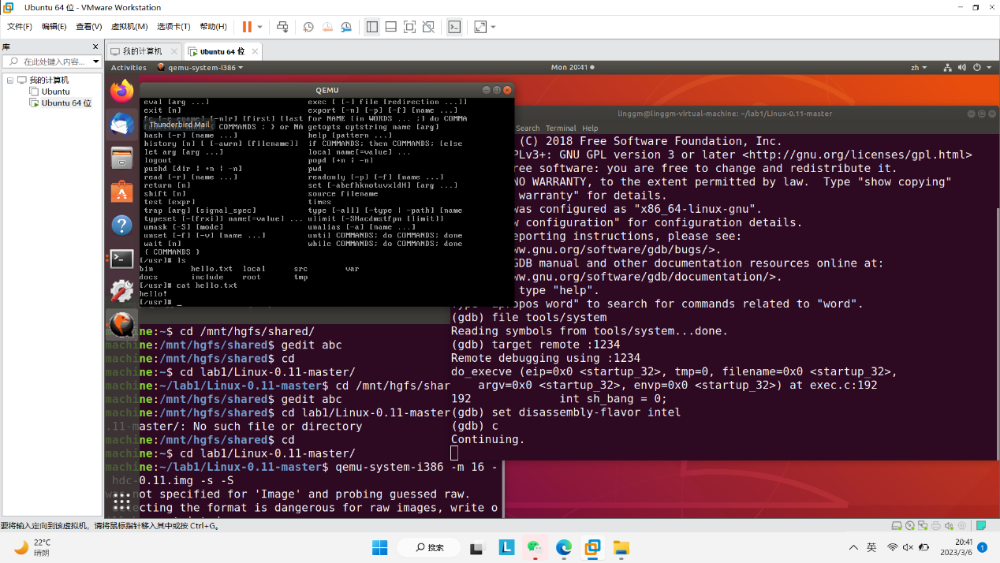 Ubuntu 64 位 - VMware Workstation
文件(F) 编辑(E) 查看(V) 虚拟机(M) 选项卡(T) 帮助(H)
库
在此处键入内容...
我的计算机
Ubuntu
Ubuntu 64 位
我的计算机
Ubuntu 64 位
Activities
qemu-system-i386
Mon 20:41
zh
QEMU
eval [arg ...] exec [ [-] file [redirection ...]]
exit [n] export [-n] [-p] [-f] [name ...]
fc [-e ename] [-nlr] [first] [last for NAME [in WORDS ... ;] do COMMA
COMMANDS ; } or NA getopts optstring name [arg]
Thunderbird Mail
hash [-r] [name ...] help [pattern ...]
history [n] [ [-awrn] [filename]] if COMMANDS; then COMMANDS; [else
let arg [arg ...] local name[=value] ...
logout popd [+n | -n]
pushd [dir | +n | -n] pwd
read [-r] [name ...] readonly [-p] [-f] [name ...]
return [n] set [-abefhknotuvxldH] [arg ...]
shift [n] source filename
test [expr] times
trap [arg] [signal_spec] type [-all] [-type | -path] [name
typeset [-[frxi]] name[=value] ... ulimit [-SHacdmstfpn [limit]]
umask [-S] [mode] unalias [-a] [name ...]
unset [-f] [-v] [name ...] until COMMANDS; do COMMANDS; done
wait [n] while COMMANDS; do COMMANDS; done
{ COMMANDS }
[/usr]# ls
bin hello.txt local src var
docs include root tmp
[/usr]# cat hello.txt
hello!
[/usr]# _
linggm@linggm-virtual-machine: ~/lab1/Linux-0.11-master
Search Terminal Help
(C) 2018 Free Software Foundation, Inc.
PLv3+: GNU GPL version 3 or later <http://gnu.org/licenses/gpl.html>
ree software: you are free to change and redistribute it.
NO WARRANTY, to the extent permitted by law. Type "show copying"
warranty" for details.
was configured as "x86_64-linux-gnu".
w configuration" for configuration details.
eporting instructions, please see:
ww.gnu.org/software/gdb/bugs/>.
GDB manual and other documentation resources online at:
ww.gnu.org/software/gdb/documentation/>.
type "help".
Type "apropos word" to search for commands related to "word".
(gdb) file tools/system
Reading symbols from tools/system...done.
(gdb) target remote :1234
Remote debugging using :1234
do_execve (eip=0x0 <startup_32>, tmp=0, filename=0x0 <startup_32>,
argv=0x0 <startup_32>, envp=0x0 <startup_32>) at exec.c:192
192 int sh_bang = 0;
(gdb) set disassembly-flavor intel
(gdb) c
Continuing.
machine:~$ cd /mnt/hgfs/shared/
machine:/mnt/hgfs/shared$ gedit abc
machine:/mnt/hgfs/shared$ cd
machine:~$ cd lab1/Linux-0.11-master/
machine:~/lab1/Linux-0.11-master$ cd /mnt/hgfs/shar
machine:/mnt/hgfs/shared$ gedit abc
machine:/mnt/hgfs/shared$ cd lab1/Linux-0.11-master
.11-master/: No such file or directory
machine:/mnt/hgfs/shared$ cd
machine:~$ cd lab1/Linux-0.11-master/
machine:~/lab1/Linux-0.11-master$ qemu-system-i386 -m 16 -
hdc-0.11.img -s -S
not specified for 'Image' and probing guessed raw.
ecting the format is dangerous for raw images, write o
要将输入定向到该虚拟机，请将鼠标指针移入其中或按 Ctrl+G。
22°C
晴朗
搜索
英
20:41
2023/3/6
1